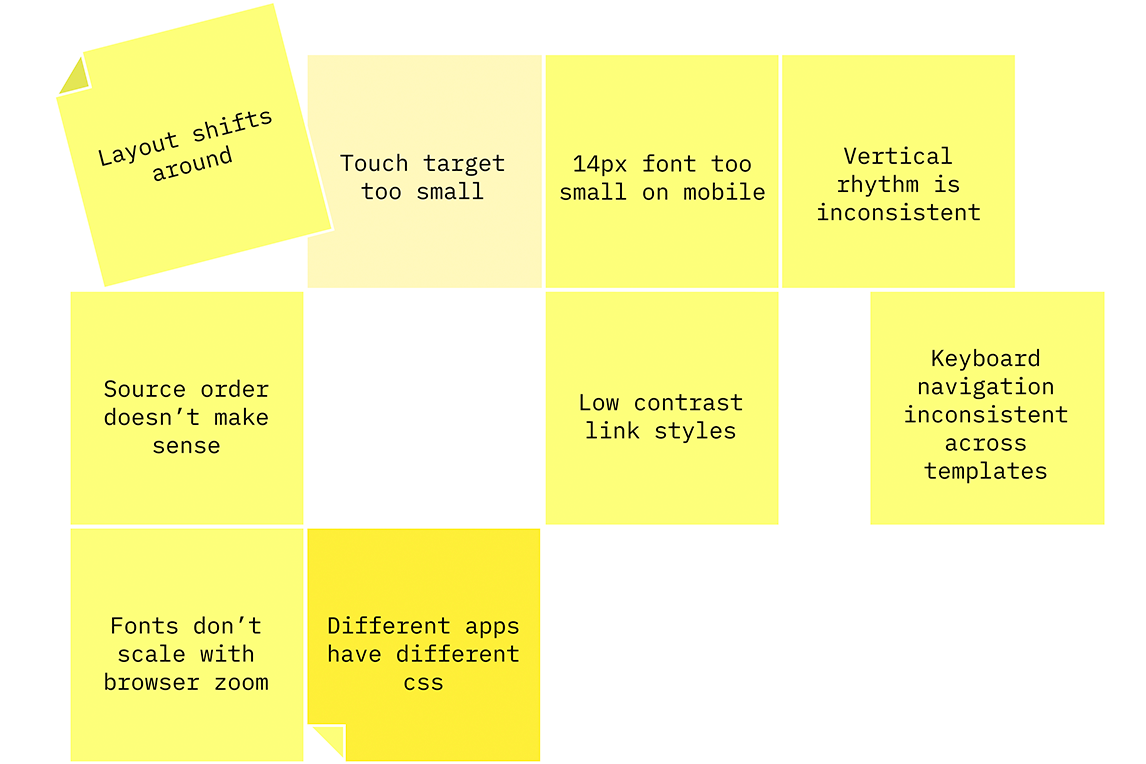 Layout shifts
around
Touch target
too small
14px font too
small on mobile
Vertical
rhythm is
inconsistent
Source order
doesn’t make
sense
Low contrast
link styles
Keyboard
navigation
inconsistent
across
templates
Fonts don’t
scale with
browser zoom
Different apps
have different
css